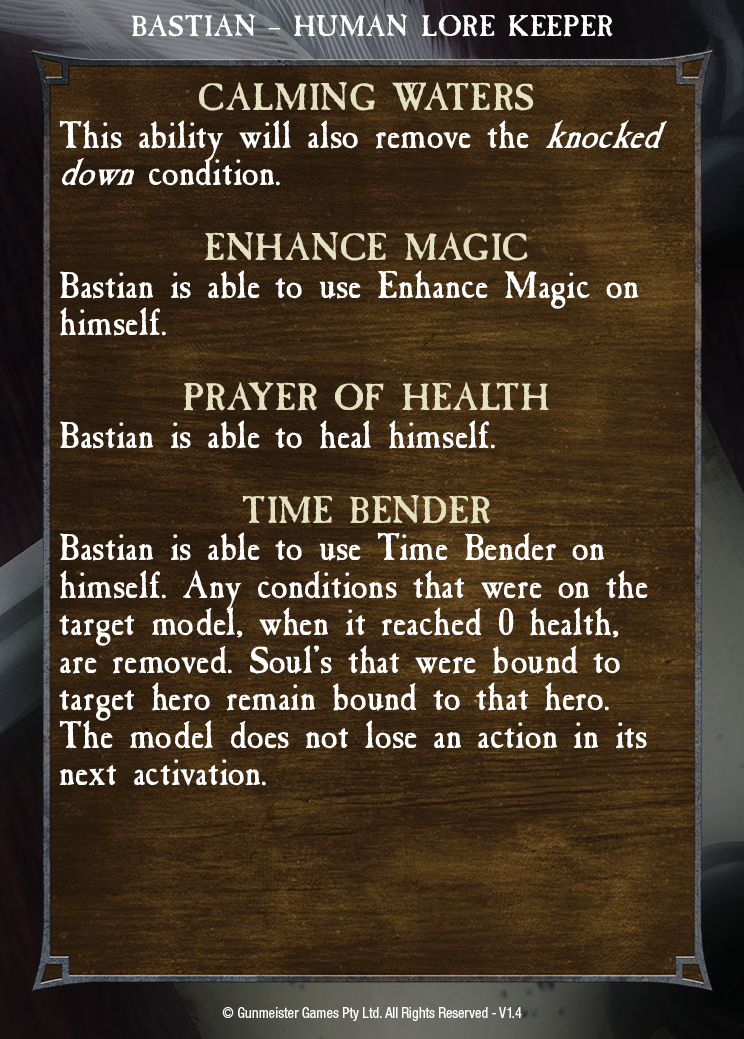 BASTIAN – HUMAN LORE KEEPER
CALMING WATERS
This ability will also remove the knocked
down condition.
ENHANCE MAGIC
Bastian is able to use Enhance Magic on
himself.
PRAYER OF HEALTH
Bastian is able to heal himself.
TIME BENDER
Bastian is able to use Time Bender on
himself. Any conditions that were on the
target model, when it reached 0 health,
are removed. Soul's that were bound to
target hero remain bound to that hero.
The model does not lose an action in its
next activation.
© Gunmeister Games Pty Ltd. All Rights Reserved - V1.4